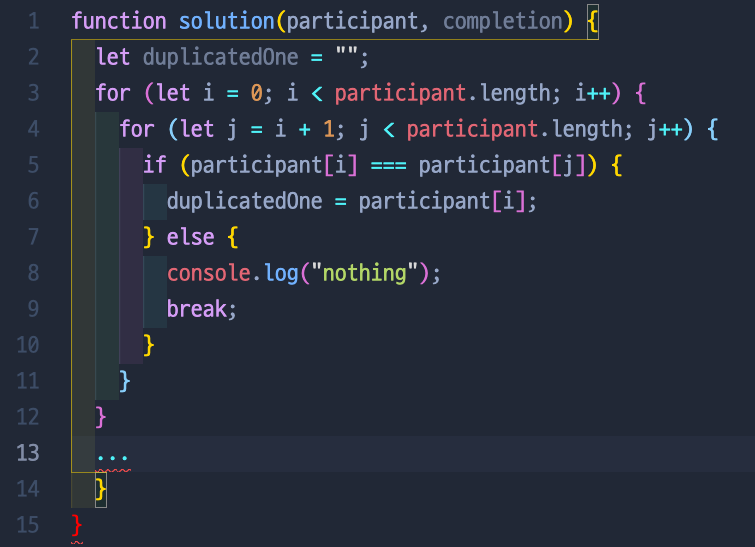 1 function solution(participant, completion) {
2 let duplicatedOne = "";
3 for (let i = 0; i < participant.length; i++) {
4 for (let j = i + 1; j < participant.length; j++) {
5 if (participant[i] === participant[j]) {
6 duplicatedOne = participant[i];
7 } else {
8 console.log("nothing");
9 break;
10 }
11 }
12 }
13 ...
14 }
15 }